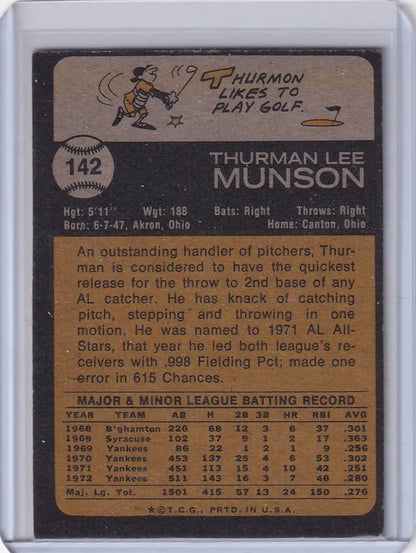 THURMON
LIKES TO
PLAY GOLF.
142
THURMAN LEE
MUNSON
Hgt: 5'11" Wgt: 188 Bats: Right Throws: Right
Born: 6-7-47, Akron, Ohio Home: Canton, Ohio
An outstanding handler of pitchers, Thur-
man is considered to have the quickest
release for the throw to 2nd base of any
AL catcher. He has knack of catching
pitch, stepping and throwing in one
motion. He was named to 1971 AL All-
Stars, that year he led both league's re-
ceivers with .998 Fielding Pct; made one
error in 615 Chances.
MAJOR & MINOR LEAGUE BATTING RECORD
YEAR TEAM AB H 2B 3B HR RBI AVG
1968 B'ghamton 226 68 12 3 6 37 .301
1969 Syracuse 102 37 9 1 2 17 .363
1969 Yankees 86 22 1 2 1 9 .256
1970 Yankees 453 137 25 4 6 53 .302
1971 Yankees 451 113 15 4 10 42 .251
1972 Yankees 511 143 16 3 7 46 .280
Maj. Lg. Tot. 1501 415 57 13 24 150 .276
*©T.C.G., PRTD. IN U.S.A.